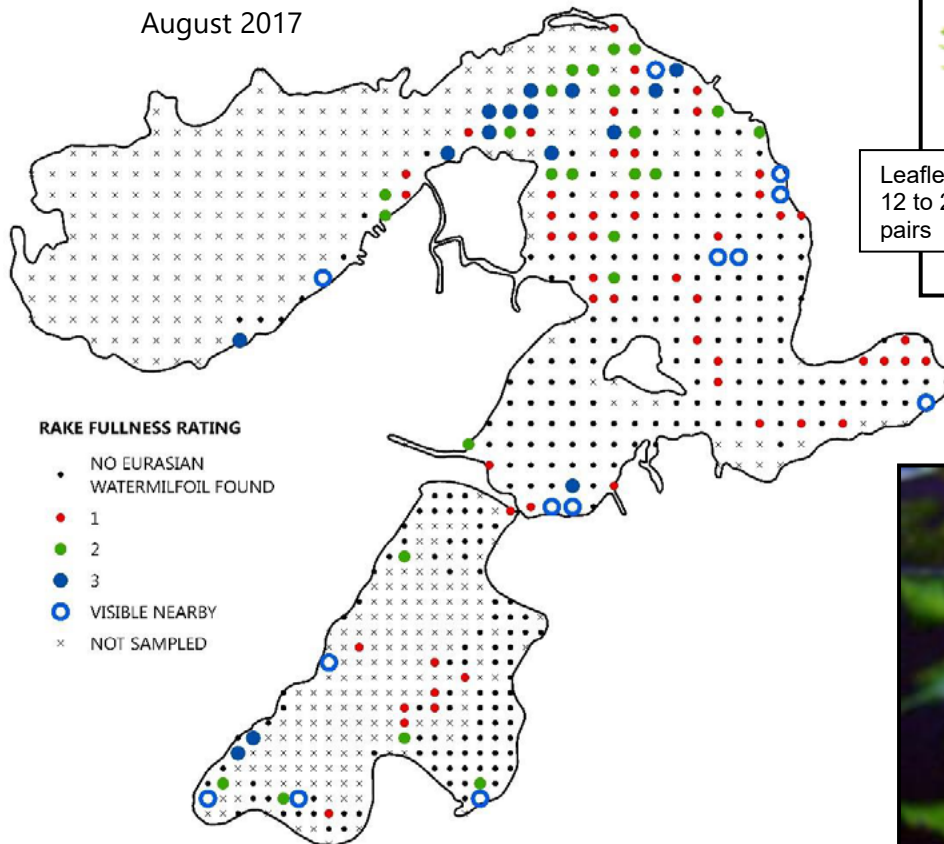 August 2017
Leafle
12 to 2
pairs
RAKE FULLNESS RATING
NO EURASIAN
WATERMILFOIL FOUND
1
2
3
VISIBLE NEARBY
NOT SAMPLED